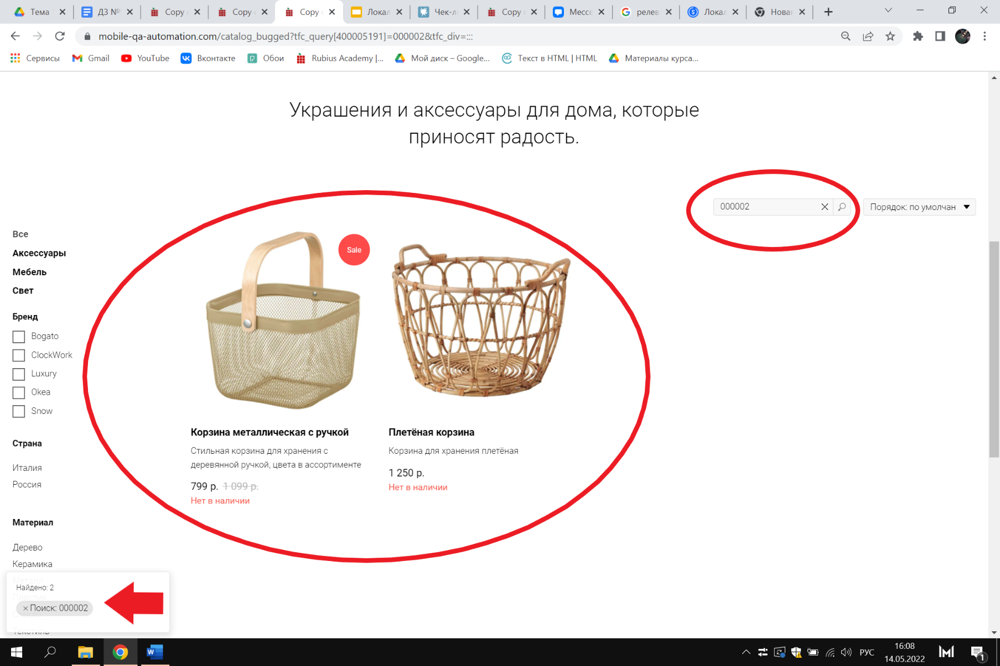 Тема
ДЗ №
Copy
Copy
Copy
Локал
Чек-л
Copy
Мессе
релев
Локал
Новая
mobile-qa-automation.com/catalog_bugged?tfc_query[400005191]=000002&tfc_div=:::
Сервисы
Gmail
YouTube
Вконтакте
Обои
Rubius Academy |...
Мой диск – Google...
Текст в HTML | HTML
Материалы курса...
Украшения и аксессуары для дома, которые
приносят радость.
000002
Порядок: по умолчан
Все
Аксессуары
Мебель
Свет
Бренд
Bogato
ClockWork
Luxury
Okea
Snow
Страна
Италия
Россия
Материал
Дерево
Керамика
Sale
Корзина металлическая с ручкой
Стильная корзина для хранения с
деревянной ручкой, цвета в ассортименте
799 р. 1 099 р.
Нет в наличии
Плетёная корзина
Корзина для хранения плетёная
1 250 р.
Нет в наличии
Найдено: 2
× Поиск: 000002
Текстиль
РУС
16:08
14.05.2022
1